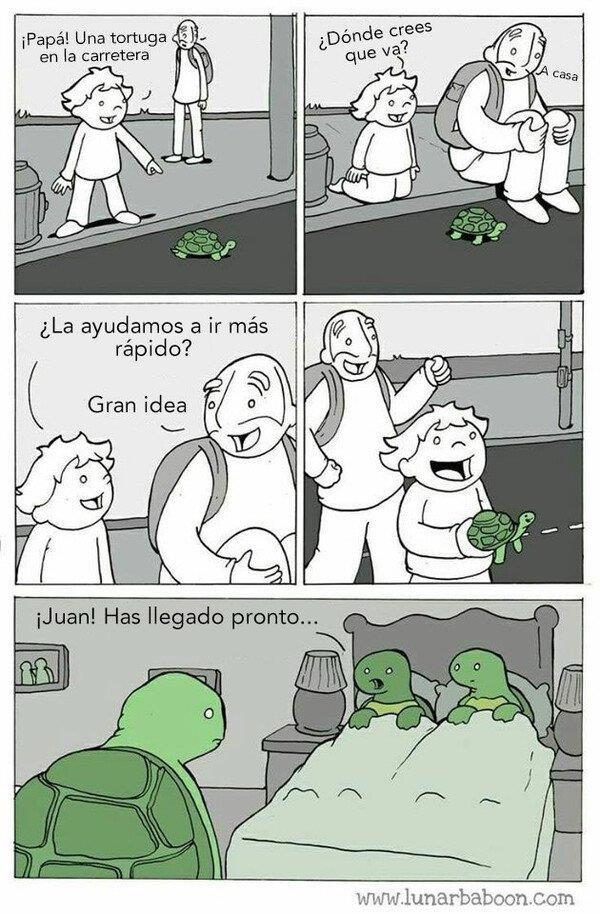 ¡Papá! Una tortuga
en la carretera
¿Dónde crees
que va?
A casa
¿La ayudamos a ir más
rápido?
Gran idea
¡Juan! Has llegado pronto...
www.lunarbaboon.com